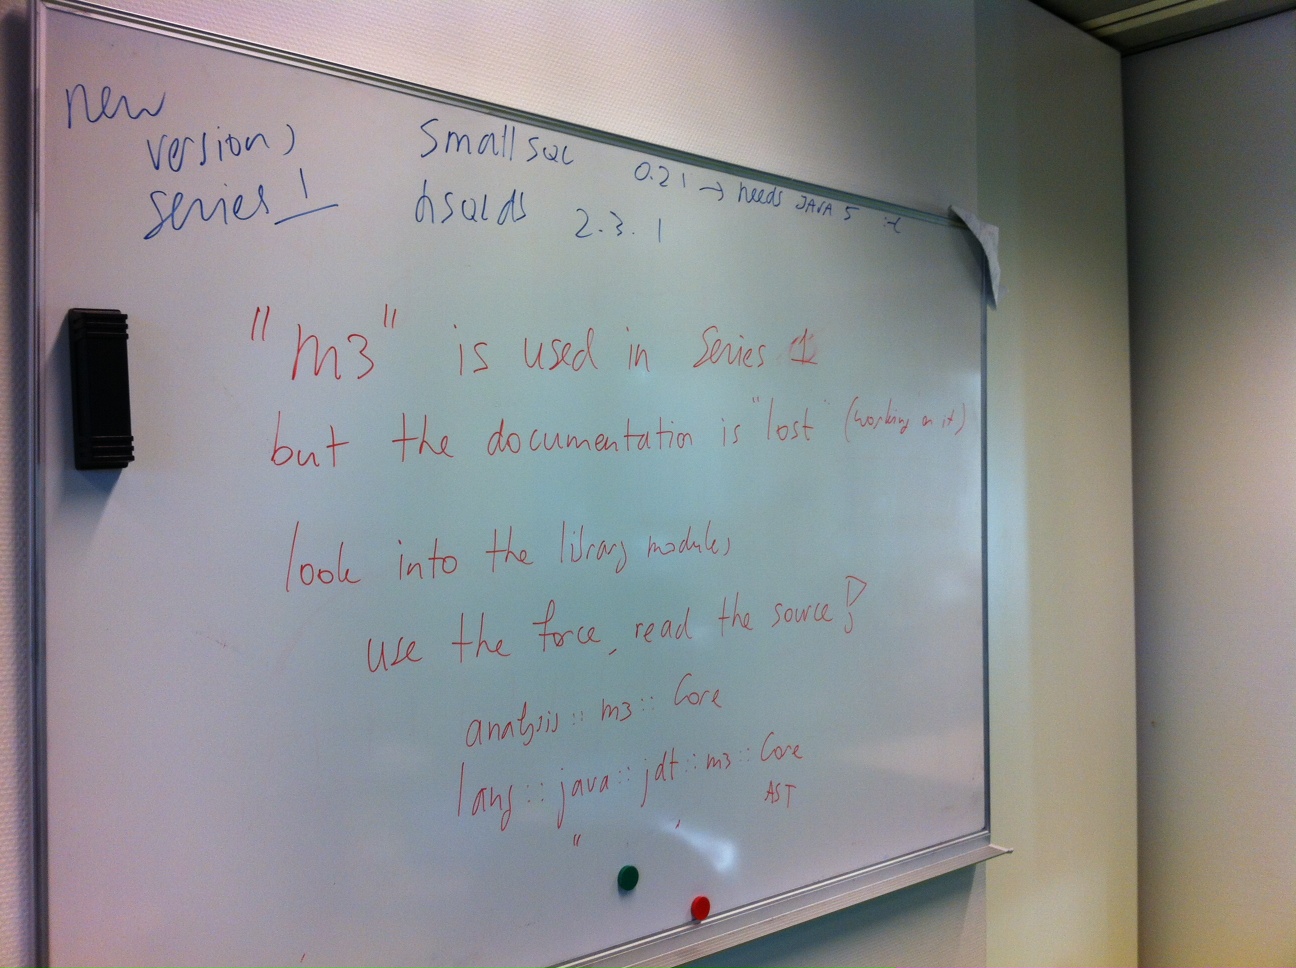 new
version,
series 1
Smallsql 0.21 → needs JAVA 5 :-(
hsqldb 2.3.1
"m3" is used in Series 1
but the documentation is "lost" (working on it)
look into the library modules
use the force, read the source!
analysis::m3::Core
lang::java::jdt::m3::Core
" " AST